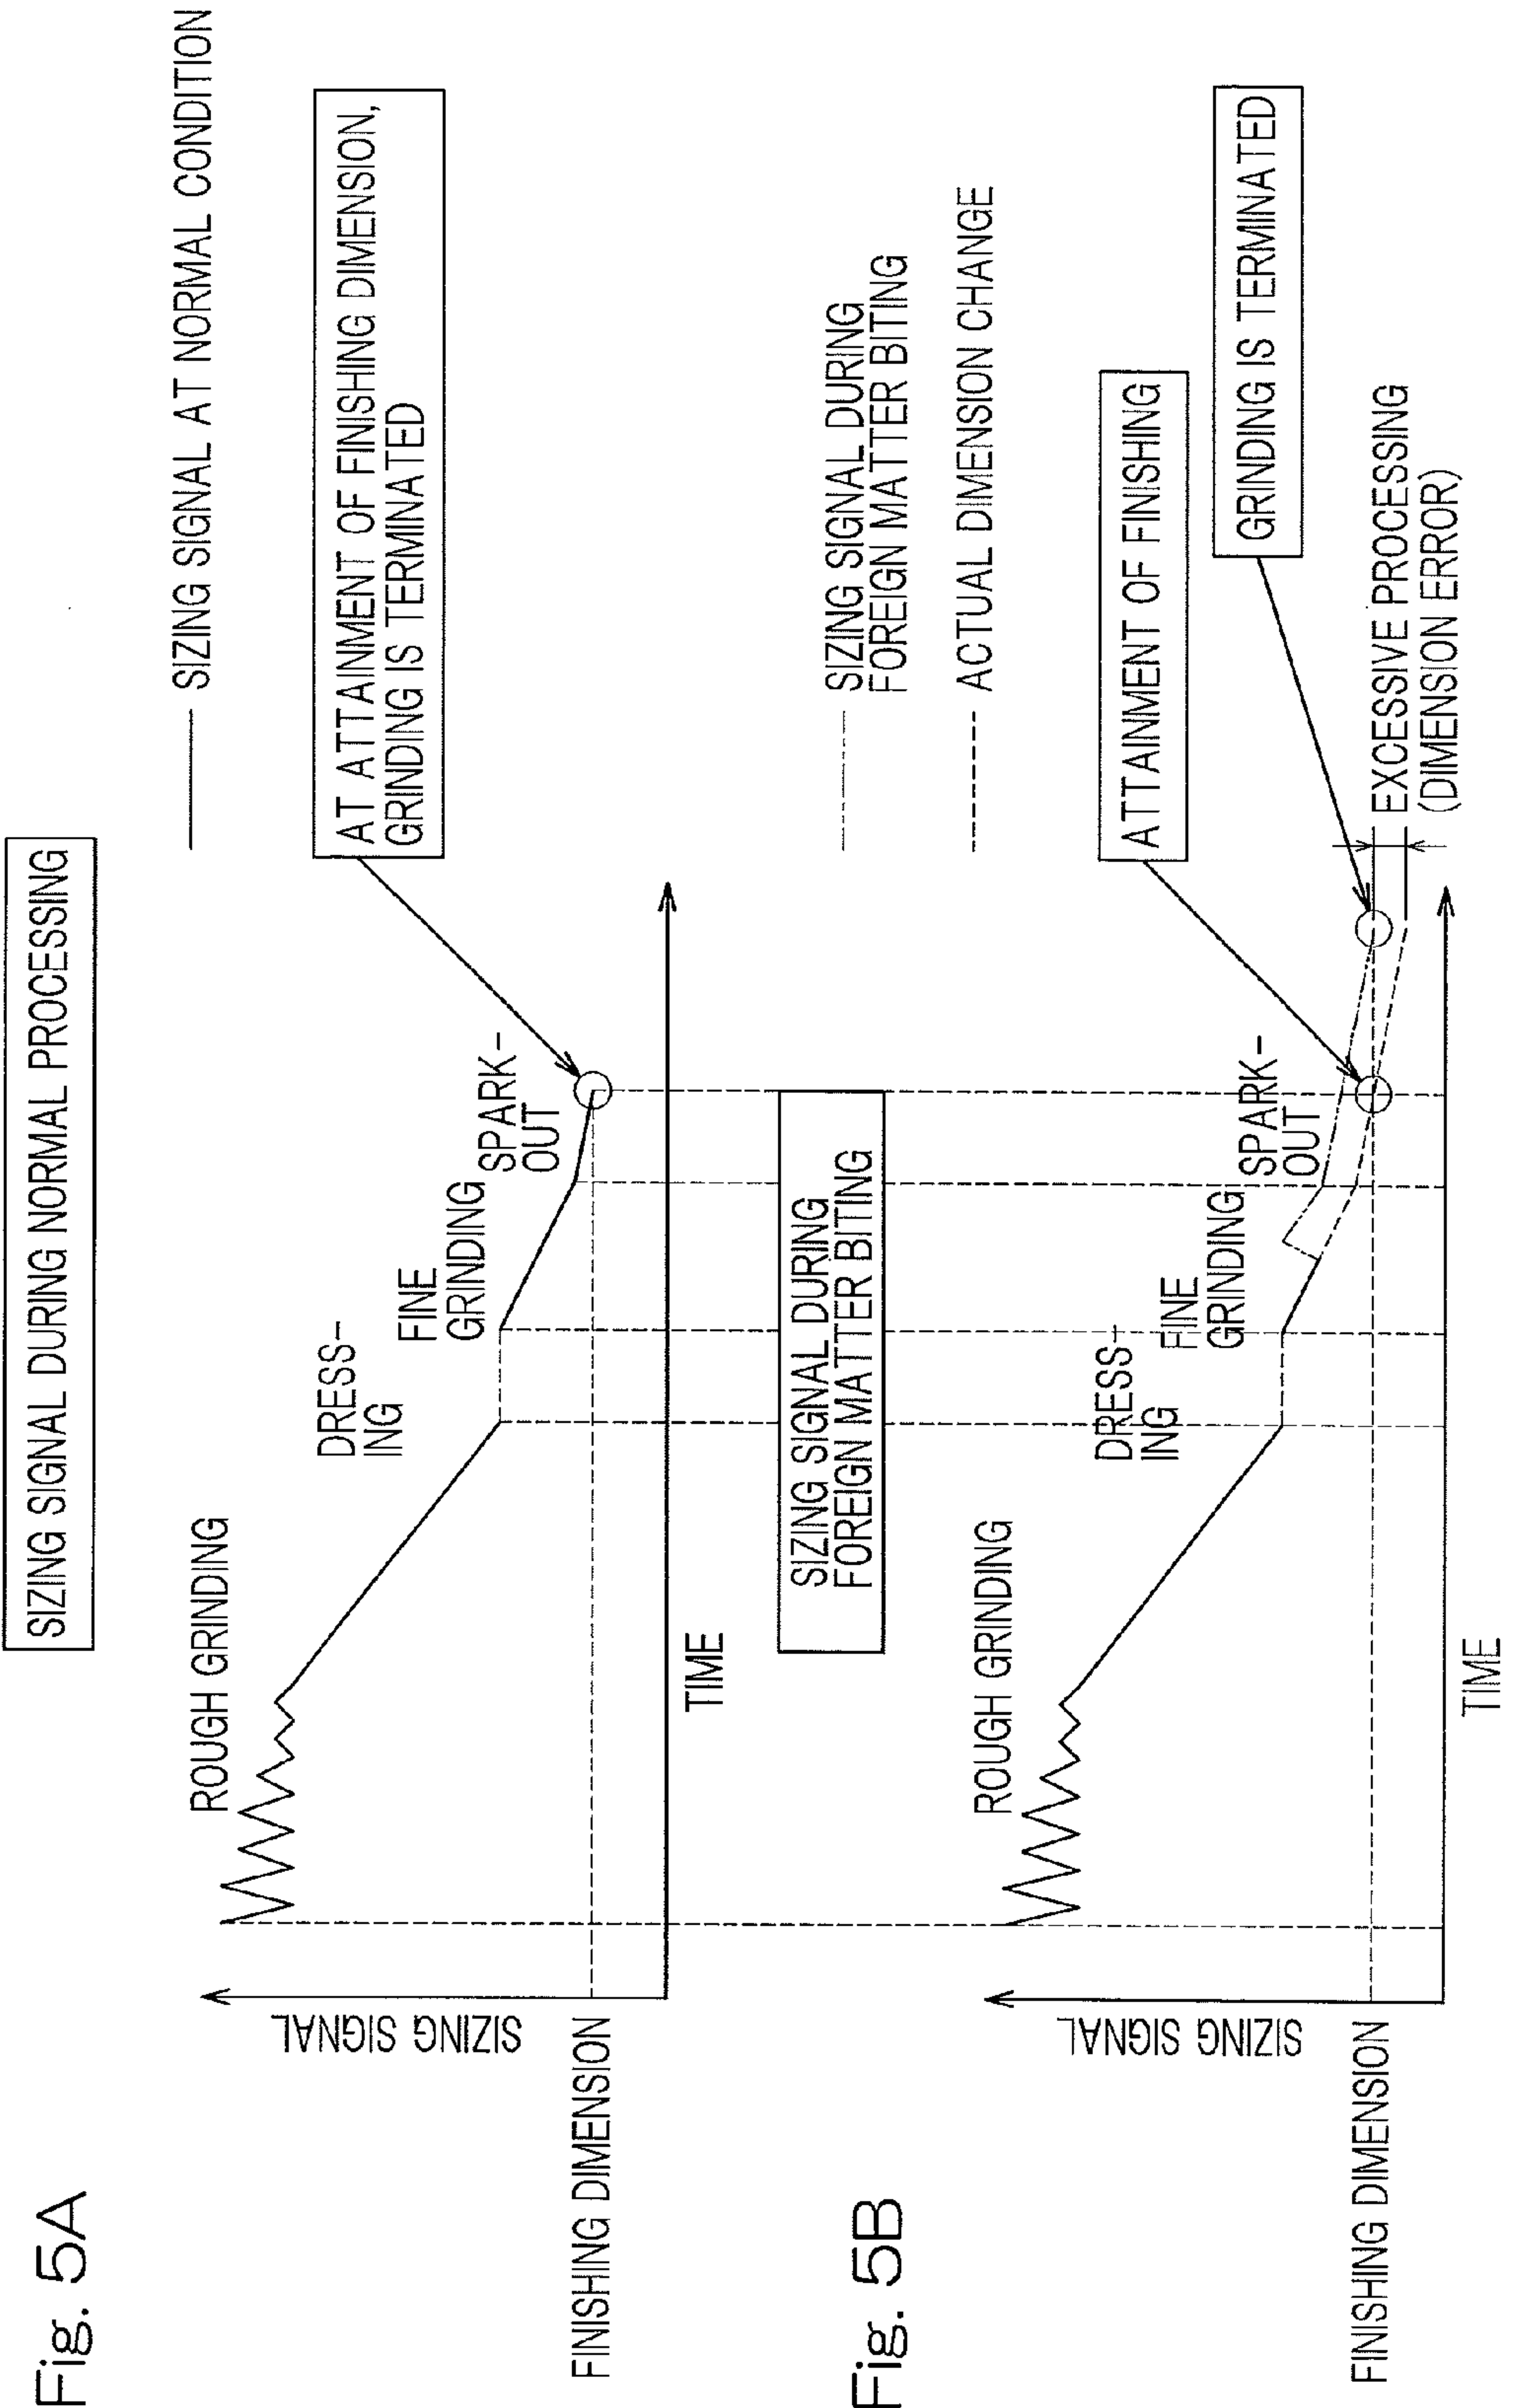 Fig. 5A
SIZING SIGNAL DURING NORMAL PROCESSING
SIZING SIGNAL AT NORMAL CONDITION
ROUGH GRINDING
DRESS-
ING
FINE
GRINDING
SPARK-
OUT
AT ATTAINMENT OF FINISHING DIMENSION,
GRINDING IS TERMINATED
SIZING SIGNAL
FINISHING DIMENSION
TIME
Fig. 5B
SIZING SIGNAL DURING
FOREIGN MATTER BITING
SIZING SIGNAL DURING
FOREIGN MATTER BITING
ACTUAL DIMENSION CHANGE
ROUGH GRINDING
DRESS-
ING
FINE
GRINDING
SPARK-
OUT
ATTAINMENT OF FINISHING
GRINDING IS TERMINATED
EXCESSIVE PROCESSING
(DIMENSION ERROR)
SIZING SIGNAL
FINISHING DIMENSION
TIME